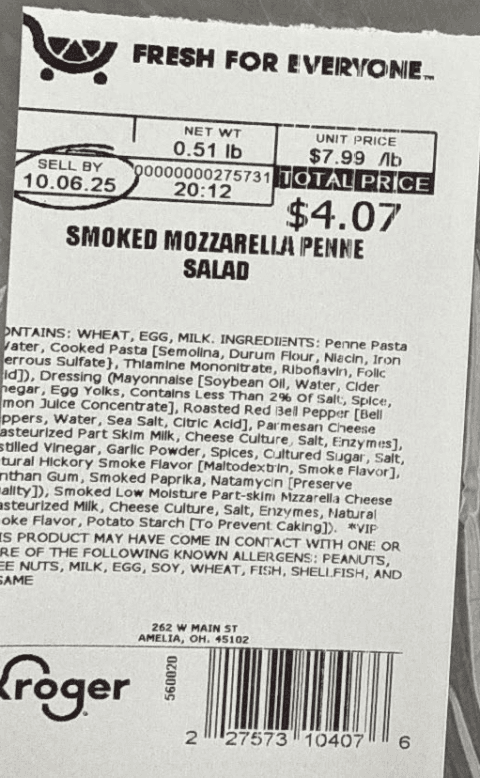 FRESH FOR EVERYONE™
NET WT
0.51 lb
UNIT PRICE
$7.99 /lb
SELL BY
10.06.25
00000000275731
20:12
TOTAL PRICE
$4.07
SMOKED MOZZARELLA PENNE
SALAD
ONTAINS: WHEAT, EGG, MILK. INGREDIENTS: Penne Pasta
ater, Cooked Pasta [Semolina, Durum Flour, Niacin, Iron
errous Sulfate}, Thiamine Mononitrate, Riboflavin, Folic
id]), Dressing (Mayonnaise [Soybean Oil, Water, Cider
negar, Egg Yolks, Contains Less Than 2% Of Salt, Spice,
mon Juice Concentrate], Roasted Red Bell Pepper [Bell
ppers, Water, Sea Salt, Citric Acid], Parmesan Cheese
asteurized Part Skim Milk, Cheese Culture, Salt, Enzymes],
stilled Vinegar, Garlic Powder, Spices, Cultured Sugar, Salt,
tural Hickory Smoke Flavor [Maltodextrin, Smoke Flavor],
nthan Gum, Smoked Paprika, Natamycin [Preserve
ality]), Smoked Low Moisture Part-skim Mzzarella Cheese
asteurized Milk, Cheese Culture, Salt, Enzymes, Natural
oke Flavor, Potato Starch [To Prevent Caking]). *VIP
IS PRODUCT MAY HAVE COME IN CONTACT WITH ONE OR
RE OF THE FOLLOWING KNOWN ALLERGENS: PEANUTS,
EE NUTS, MILK, EGG, SOY, WHEAT, FISH, SHELLFISH, AND
SAME
262 W MAIN ST
AMELIA, OH. 45102
Kroger
560020
2 27573 10407 6